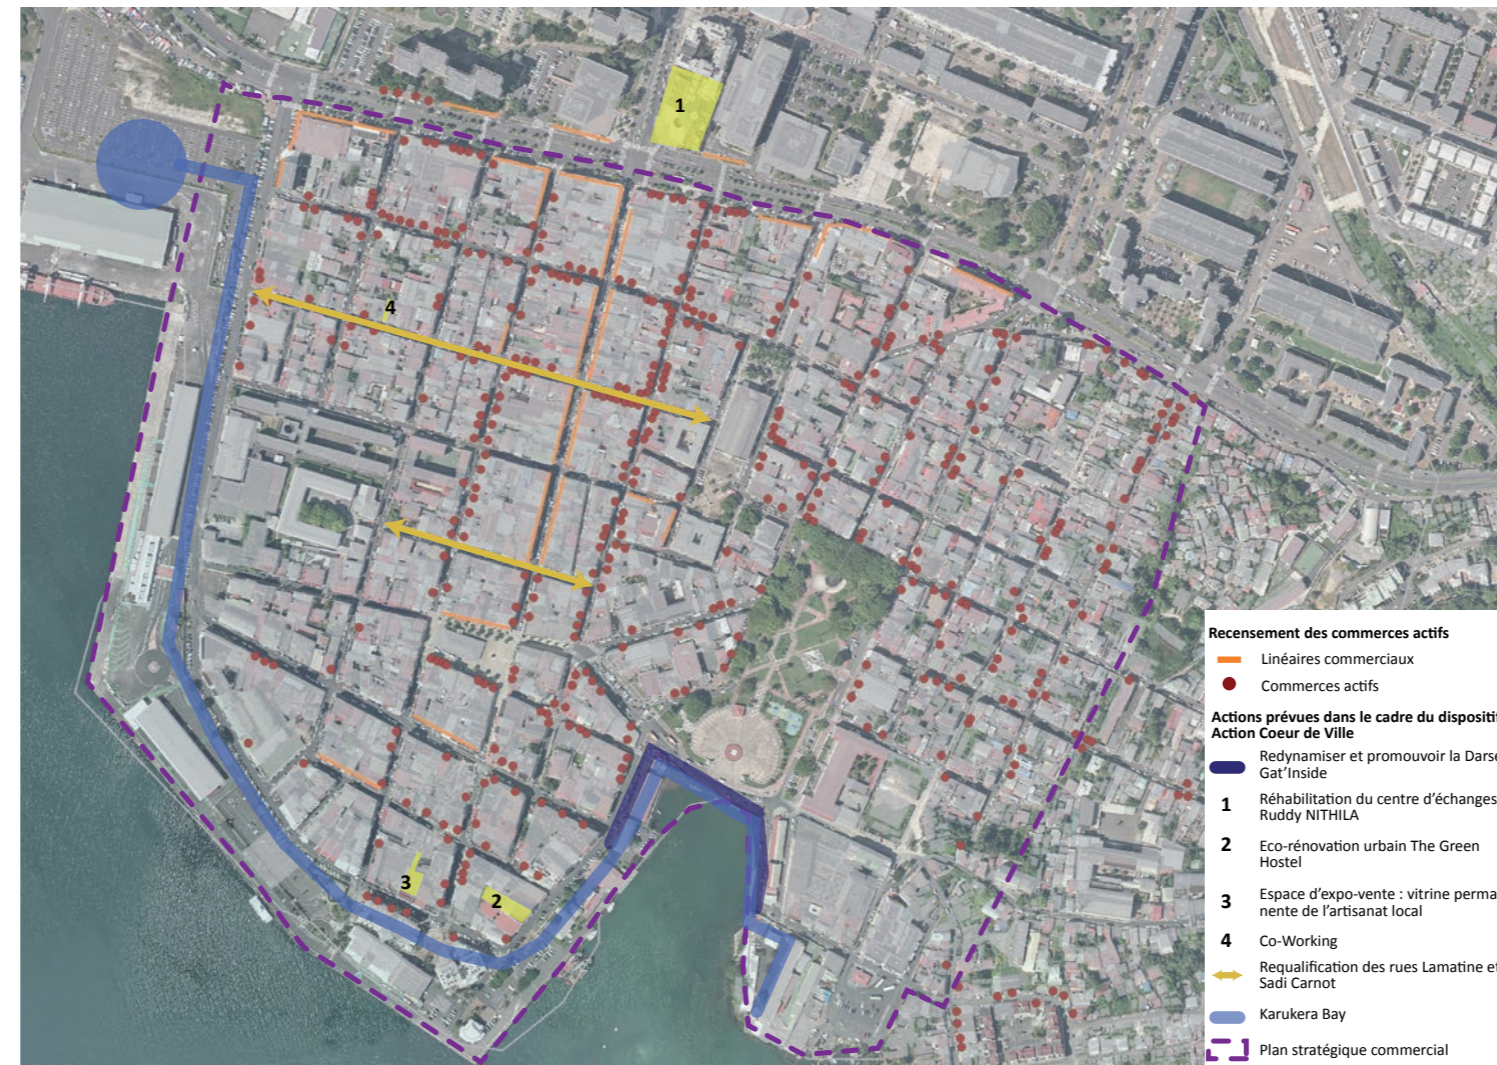 1
4
3
2
Recensement des commerces actifs
Linéaires commerciaux
Commerces actifs
Actions prévues dans le cadre du dispositif
Action Coeur de Ville
Redynamiser et promouvoir la Darse
Gat'Inside
1 Réhabilitation du centre d'échanges
Ruddy NITHILA
2 Eco-rénovation urbain The Green
Hostel
3 Espace d'expo-vente : vitrine perma-
nente de l'artisanat local
4 Co-Working
Requalification des rues Lamatine et
Sadi Carnot
Karukera Bay
Plan stratégique commercial